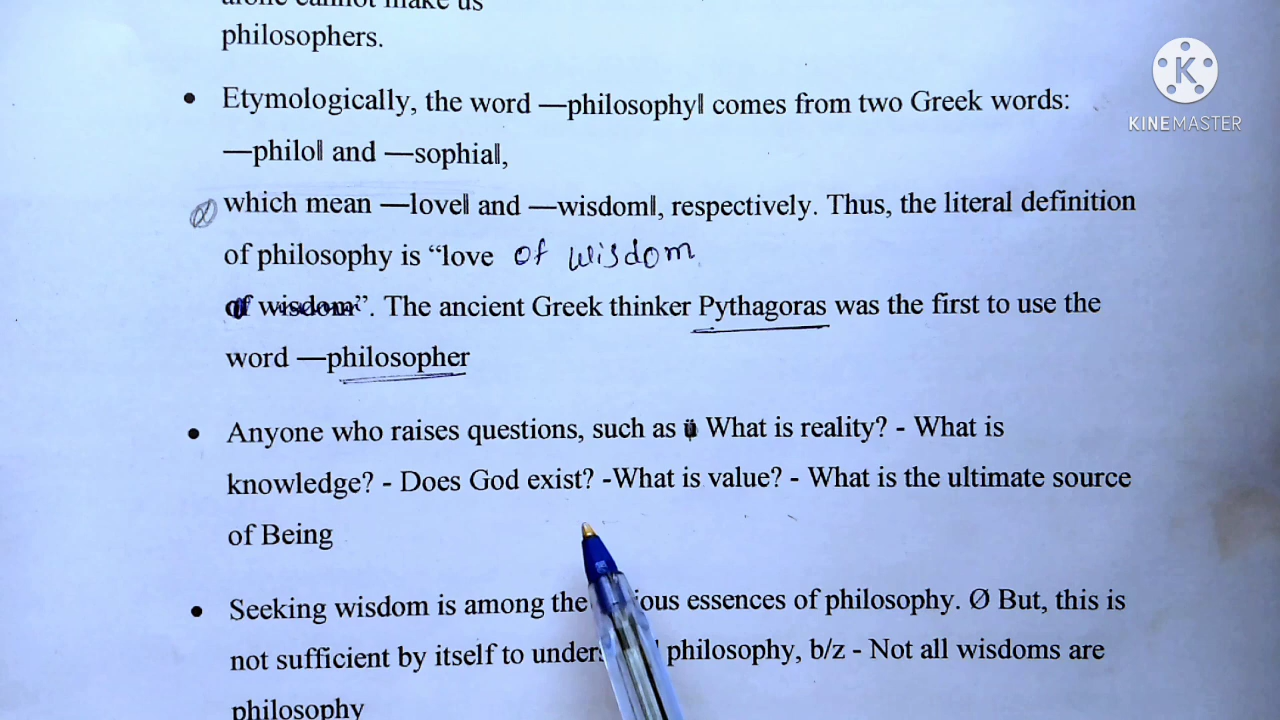 alone cannot make us
philosophers.
• Etymologically, the word —philosophy‖ comes from two Greek words:
—philo‖ and —sophia‖,
which mean —love‖ and —wisdom‖, respectively. Thus, the literal definition
of philosophy is “love of wisdom
of wisdom”. The ancient Greek thinker Pythagoras was the first to use the
word —philosopher
• Anyone who raises questions, such as What is reality? - What is
knowledge? - Does God exist? -What is value? - What is the ultimate source
of Being
• Seeking wisdom is among the essences of philosophy. Ø But, this is
not sufficient by itself to philosophy, b/z - Not all wisdoms are
philosophy
KINEMASTER